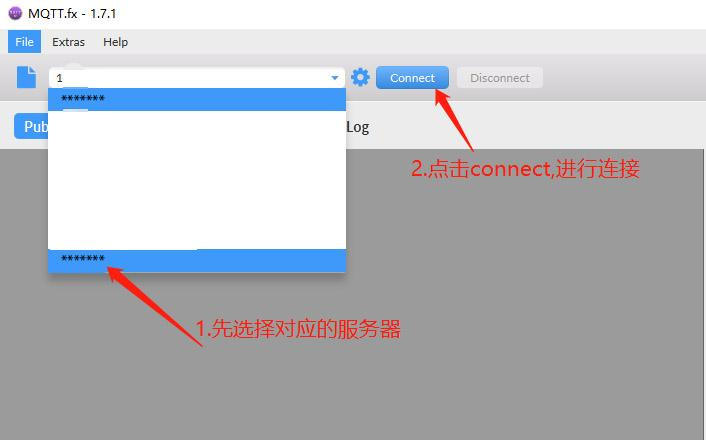 MQTT.fx - 1.7.1
File Extras Help
1
Connect
Disconnect
*******
Pub
Log
2.点击connect,进行连接
*******
1.先选择对应的服务器